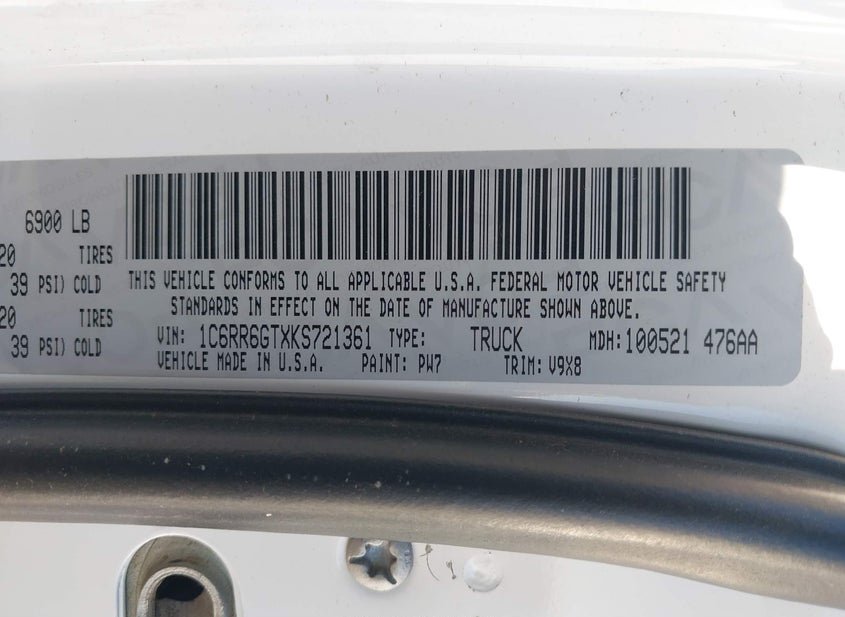 6900 LB
20 TIRES
39 PSI) COLD
20 TIRES
39 PSI) COLD
THIS VEHICLE CONFORMS TO ALL APPLICABLE U.S.A. FEDERAL MOTOR VEHICLE SAFETY
STANDARDS IN EFFECT ON THE DATE OF MANUFACTURE SHOWN ABOVE.
VIN: 1C6RR6GTXKS721361 TYPE: TRUCK MDH: 100521 476AA
VEHICLE MADE IN U.S.A. PAINT: PW7 TRIM: V9X8
PW7